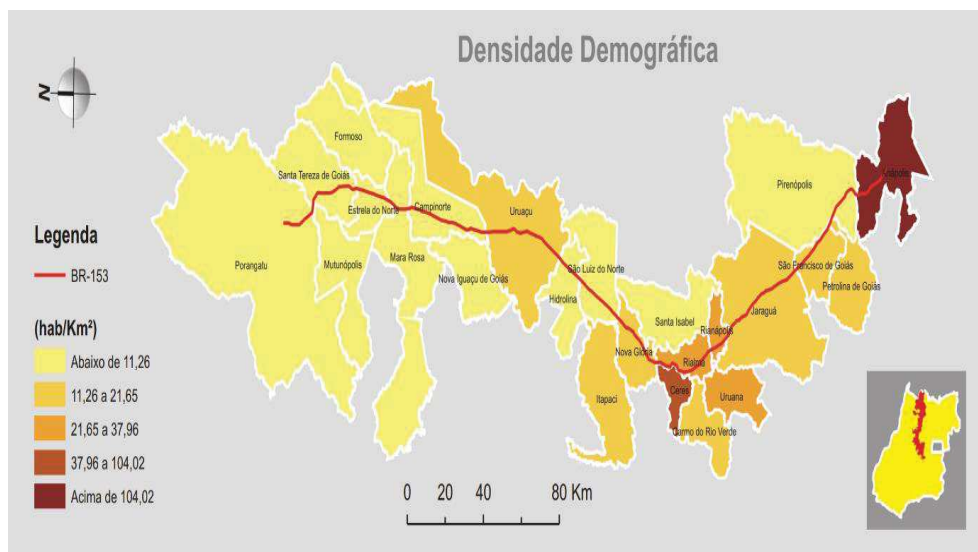 Densidade Demográfica
N
Formoso
Santa Tereza de Goiás
Estrela do Norte
Campinorte
Uruaçu
Pirenópolis
Anápolis
Porangatu
Mutunópolis
Mara Rosa
Nova Iguaçu de Goiás
São Luiz do Norte
Hidrolina
São Francisco de Goiás
Petrolina de Goiás
Santa Isabel
Rianápolis
Jaraguá
Nova Glória
Rialma
Itapaci
Ceres
Uruana
Carmo do Rio Verde
Legenda
BR-153
(hab/Km²)
Abaixo de 11,26
11,26 a 21,65
21,65 a 37,96
37,96 a 104,02
Acima de 104,02
0 20 40 80 Km